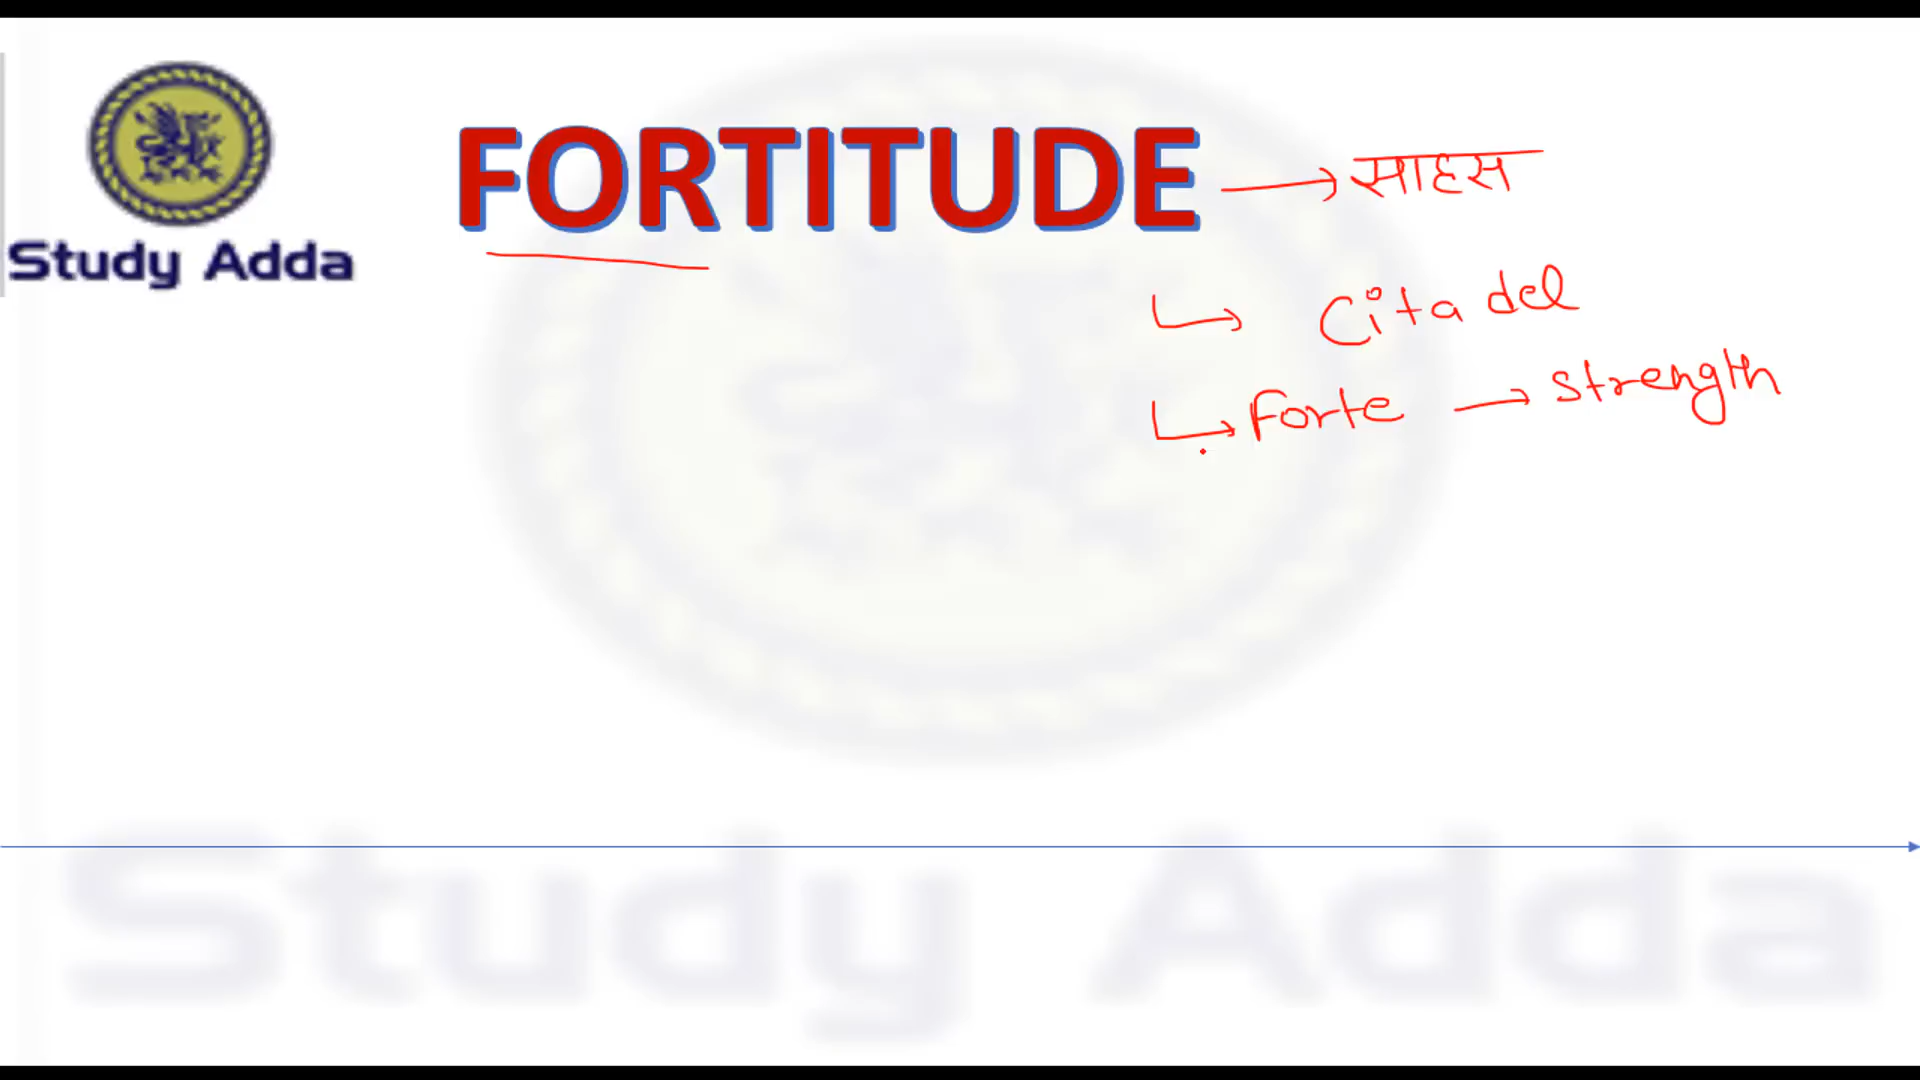 FORTITUDE → साहस
Study Adda
↳ Citadel
↳ Forte → Strength
Study Adda